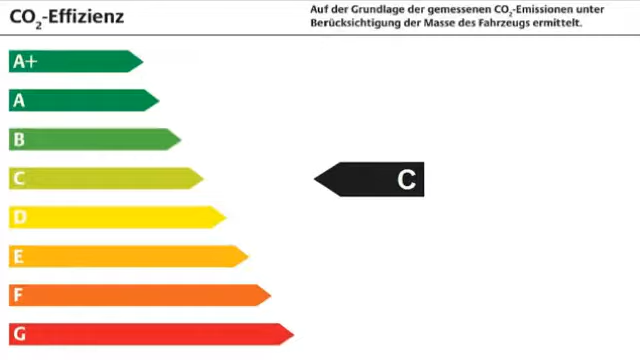 CO₂-Effizienz
Auf der Grundlage der gemessenen CO₂-Emissionen unter
Berücksichtigung der Masse des Fahrzeugs ermittelt.
A+
A
B
C
C
D
E
F
G